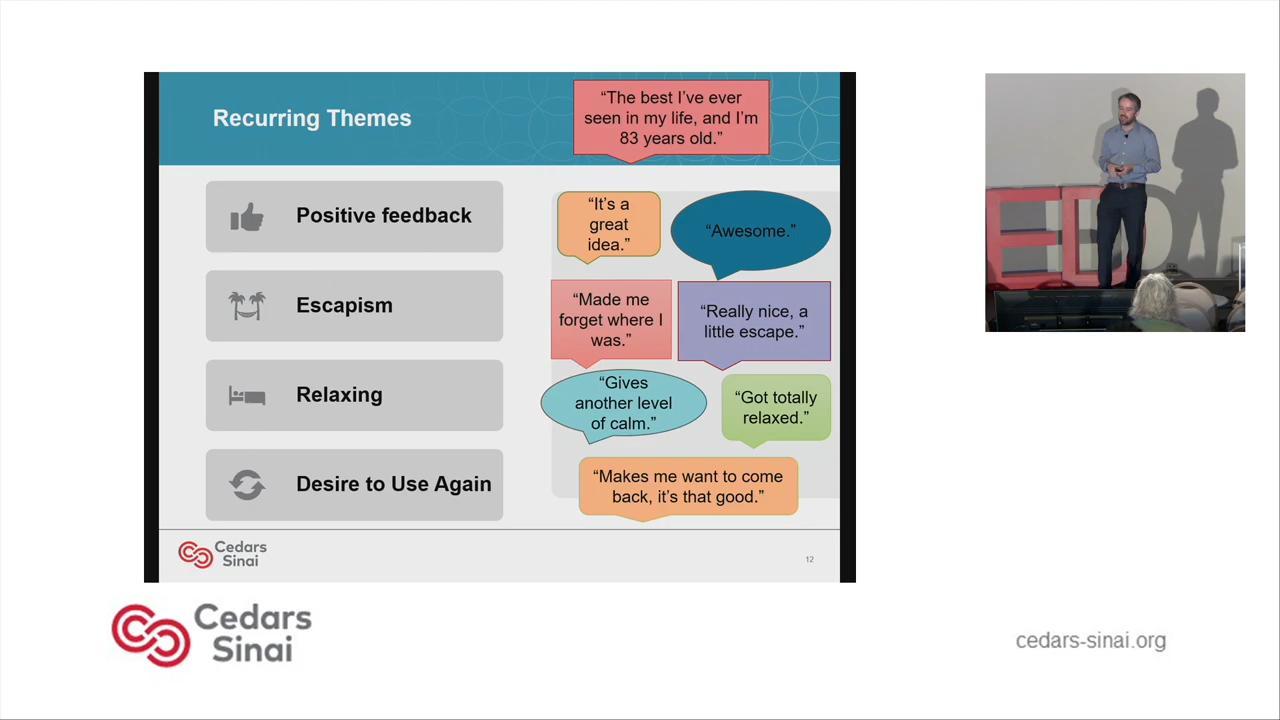 Recurring Themes
“The best I’ve ever
seen in my life, and I’m
83 years old.”
Positive feedback
Escapism
Relaxing
Desire to Use Again
“It’s a
great
idea.”
“Awesome.”
“Made me
forget where I
was.”
“Really nice, a
little escape.”
“Gives
another level
of calm.”
“Got totally
relaxed.”
“Makes me want to come
back, it’s that good.”
Cedars
Sinai
12
ED
Cedars
Sinai
cedars-sinai.org